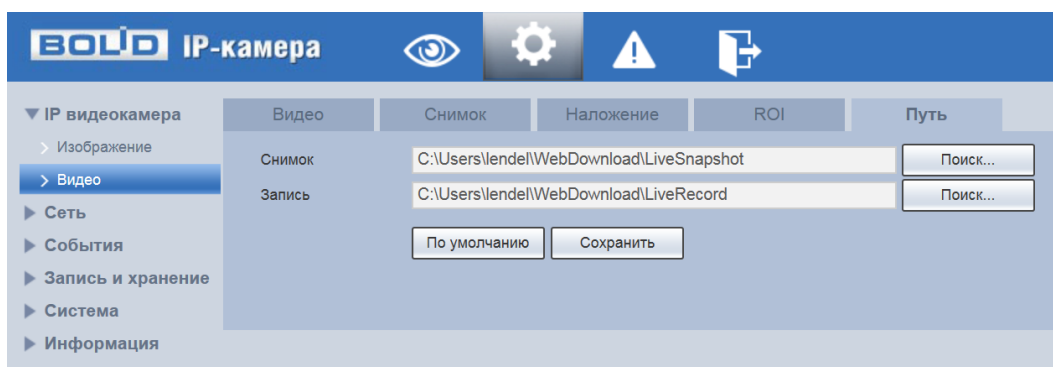 BOLID IP-камера
IP видеокамера
Изображение
Видео
Сеть
События
Запись и хранение
Система
Информация
Видео Снимок Наложение ROI Путь
Снимок C:\Users\lendel\WebDownload\LiveSnapshot Поиск...
Запись C:\Users\lendel\WebDownload\LiveRecord Поиск...
По умолчанию Сохранить